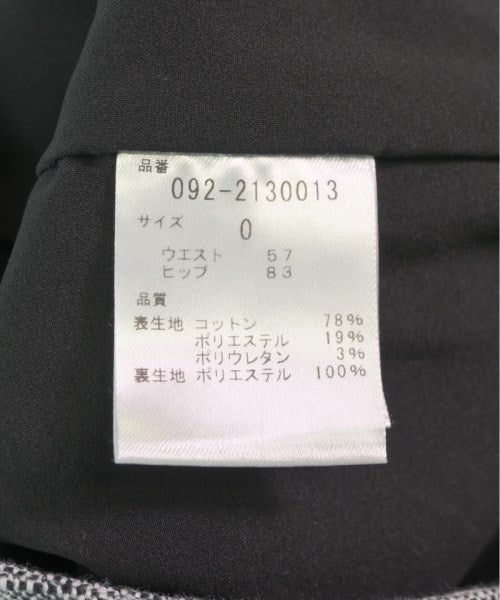 品番
092-2130013
サイズ 0
ウエスト 57
ヒップ 83
品質
表生地 コットン 78%
ポリエステル 19%
ポリウレタン 3%
裏生地 ポリエステル 100%